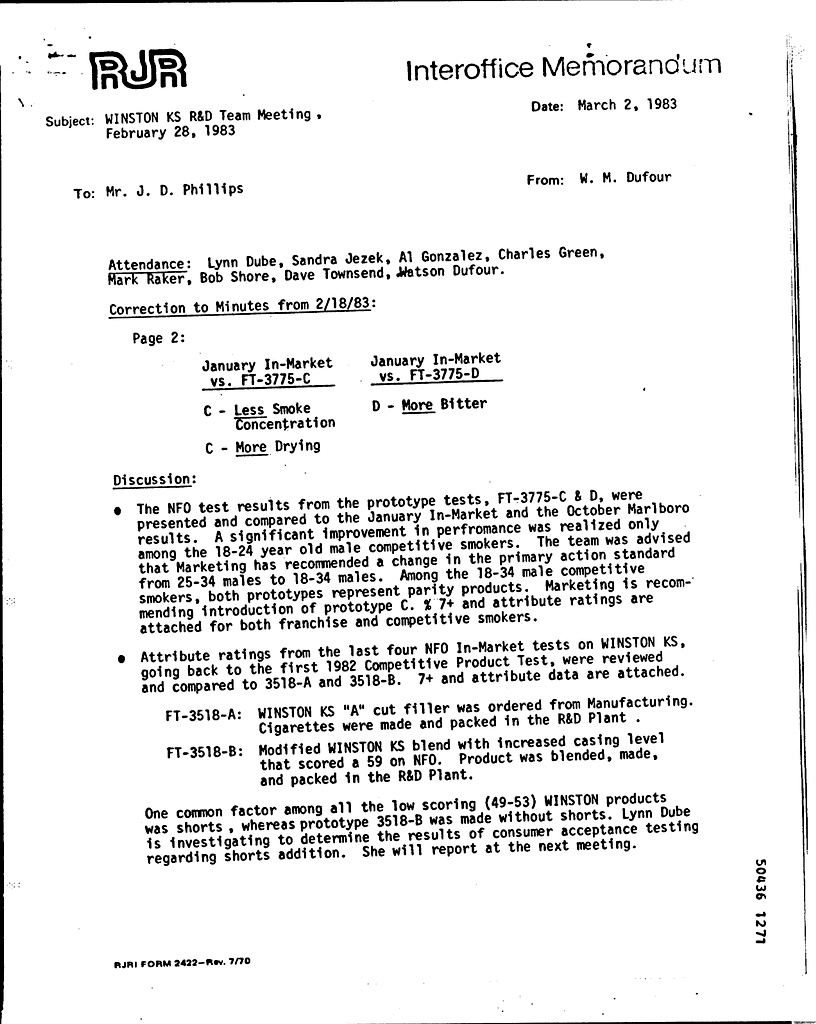 RJR
Interoffice Memorandum
Subject: WINSTON KS R&D Team Meeting .
February 28, 1983
Date: March 2, 1983
To: Mr. J. D. Phillips
From: W. M. Dufour
Attendance: Lynn Dube, Sandra Jezek, Al Gonzalez, Charles Green,
Mark Raker, Bob Shore, Dave Townsend, Watson Dufour.
Correction to Minutes from 2/18/83:
Page 2:
January In-Market
vs. FT-3775-C
January In-Market
vs. FT-3775-D
C - Less Smoke
Concentration
D - More Bitter
C - More Drying
Discussion:
● The NFO test results from the prototype tests, FT-3775-C & D, were
presented and compared to the January In-Market and the October Marlboro
results. A significant improvement in perfromance was realized only
among the 18-24 year old male competitive smokers. The team was advised
that Marketing has recommended a change in the primary action standard
from 25-34 males to 18-34 males. Among the 18-34 male competitive
smokers, both prototypes represent parity products. Marketing is recom-
mending introduction of prototype C. % 7+ and attribute ratings are
attached for both franchise and competitive smokers.
● Attribute ratings from the last four NFO In-Market tests on WINSTON KS,
going back to the first 1982 Competitive Product Test, were reviewed
and compared to 3518-A and 3518-B. 7+ and attribute data are attached.
FT-3518-A: WINSTON KS "A" cut filler was ordered from Manufacturing.
Cigarettes were made and packed in the R&D Plant .
FT-3518-B: Modified WINSTON KS blend with increased casing level
that scored a 59 on NFO. Product was blended, made,
and packed in the R&D Plant.
One common factor among all the low scoring (49-53) WINSTON products
was shorts , whereas prototype 3518-B was made without shorts. Lynn Dube
is investigating to determine the results of consumer acceptance testing
regarding shorts addition. She will report at the next meeting.
50436 1271
RJRI FORM 2422—Rev. 7/70